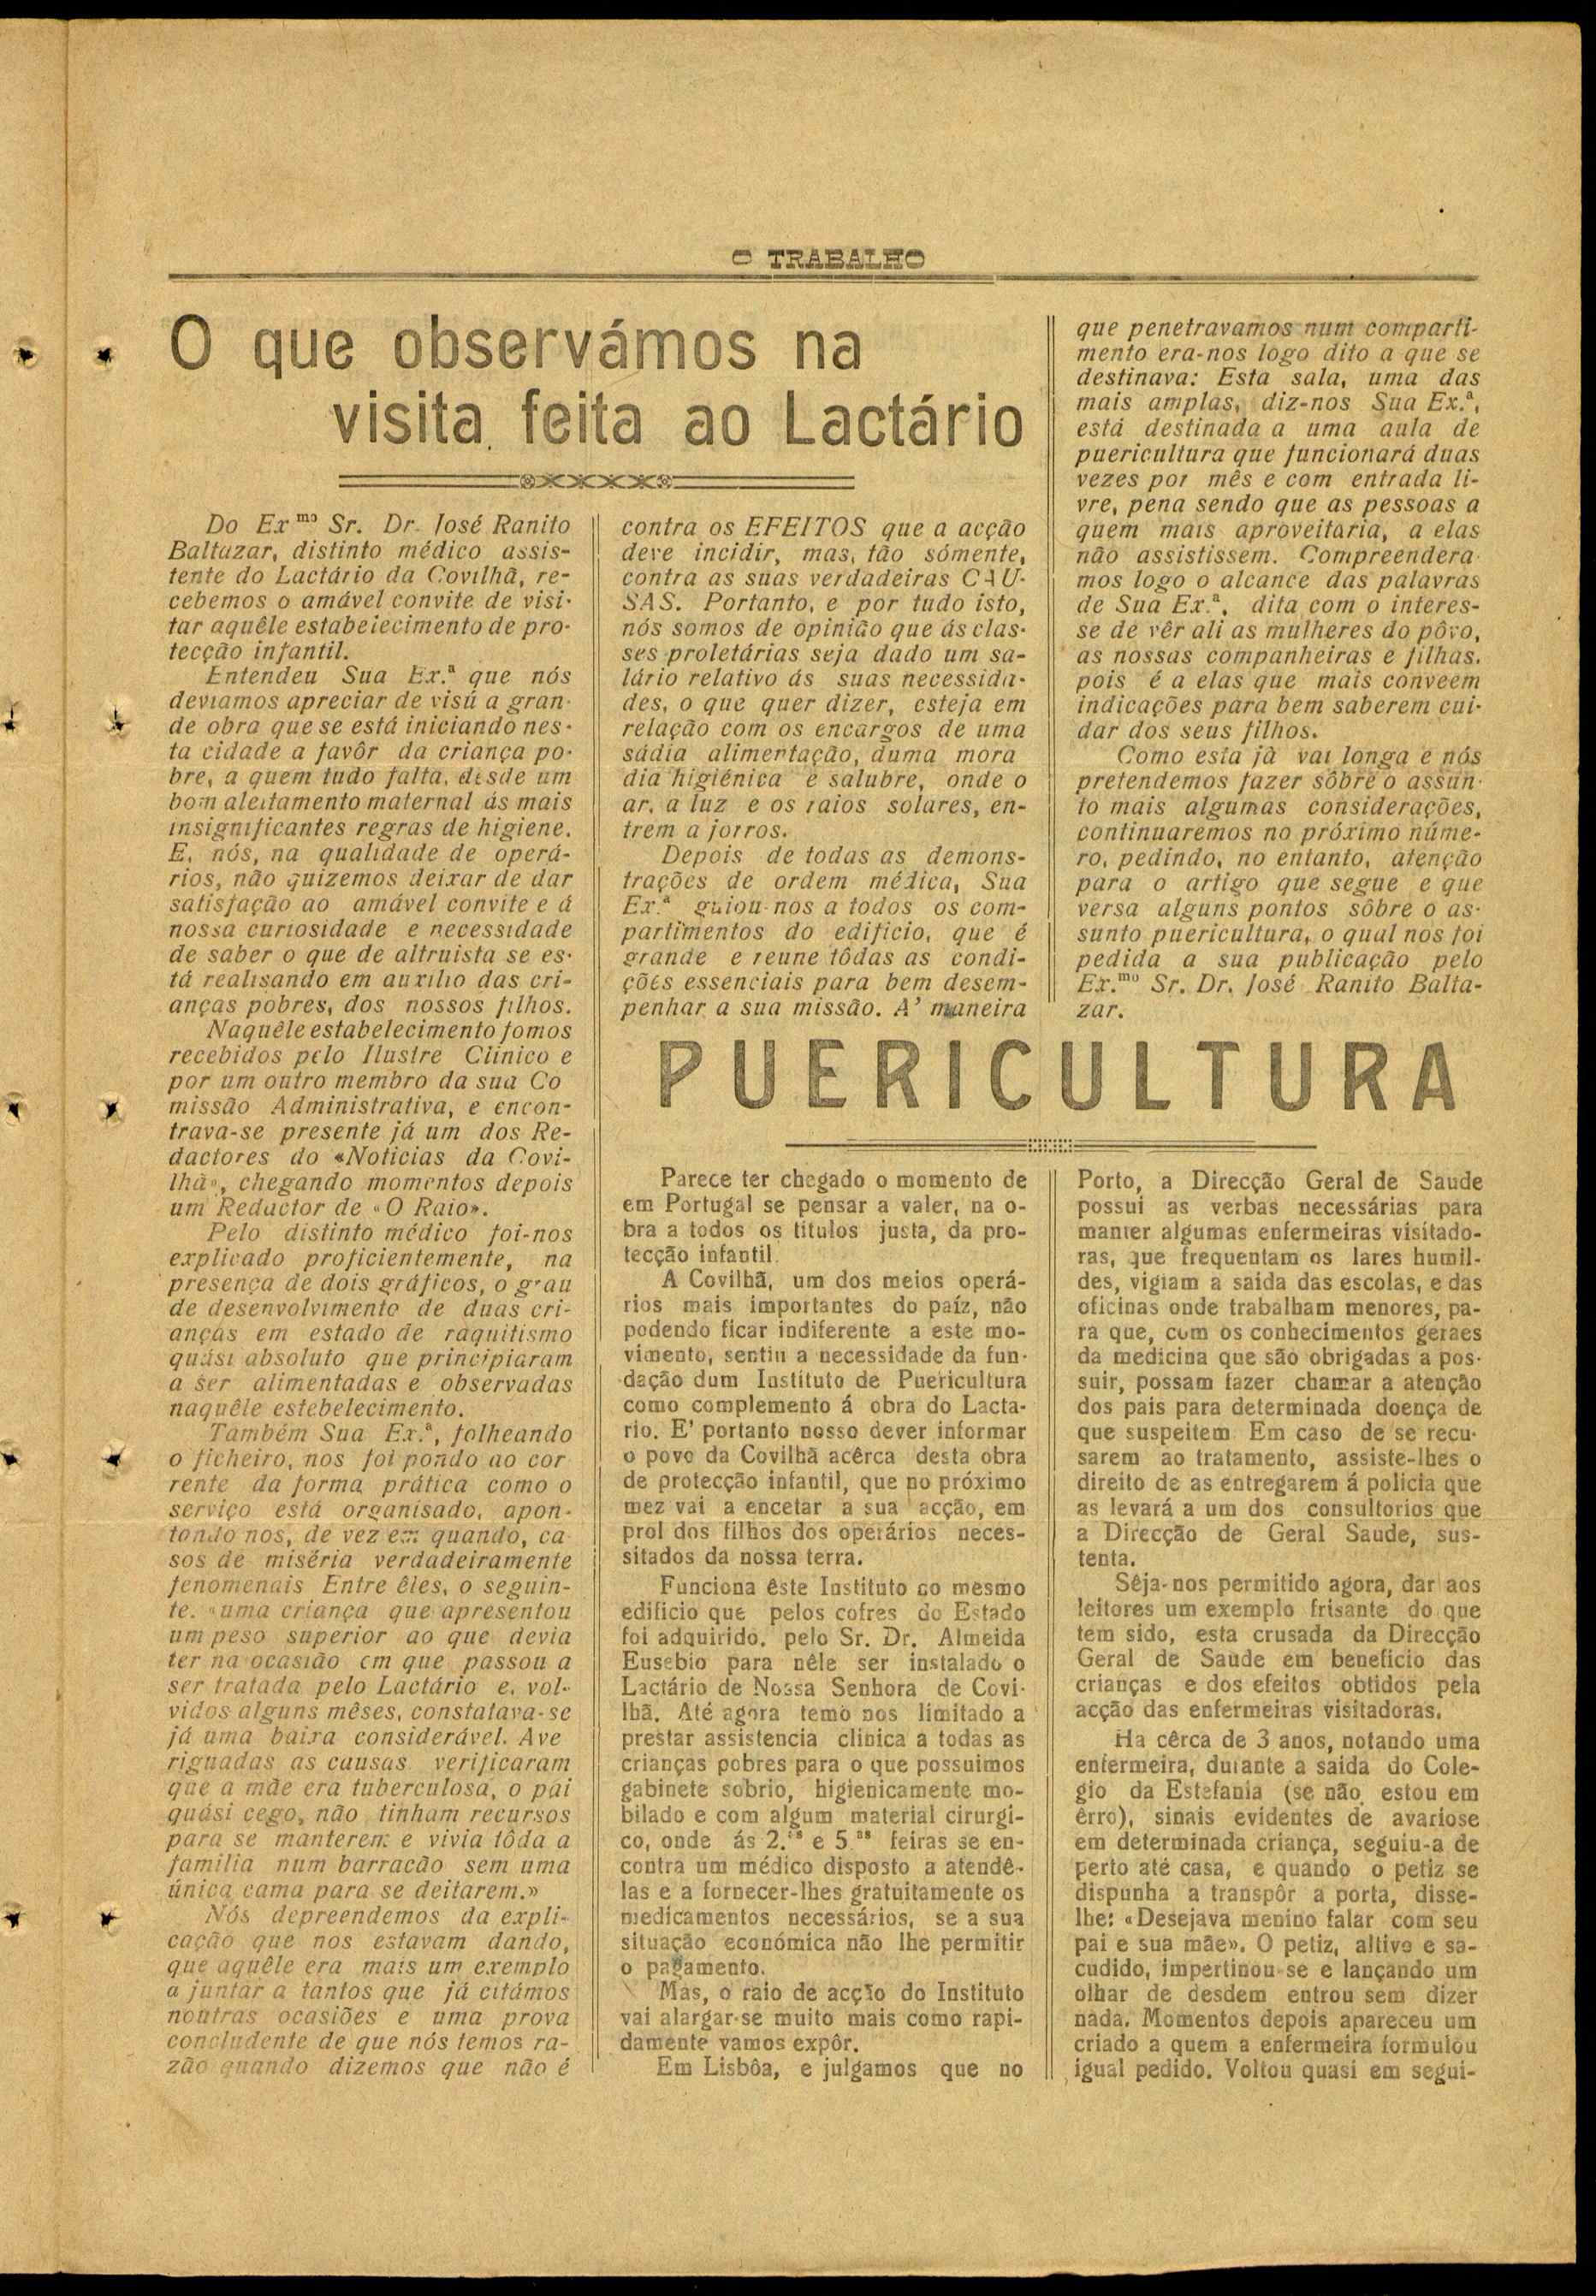 O TRABALHO
O que observámos na
visita feita ao Lactário
Do Ex.mo Sr. Dr. José Ranito
Baltazar, distinto médico assis-
tente do Lactário da Covilhã, re-
cebemos o amável convite de visi-
tar aquêle estabelecimento de pro-
tecção infantil.
Entendeu Sua Ex.ª que nós
deviamos apreciar de visú a gran-
de obra que se está iniciando nes-
ta cidade a favôr da criança po-
bre, a quem tudo falta, desde um
bom aleitamento maternal ás mais
insignificantes regras de higiene.
E, nós, na qualidade de operá-
rios, não quizemos deixar de dar
satisfação ao amável convite e á
nossa curiosidade e necessidade
de saber o que de altruista se es-
tá realisando em auxilio das cri-
anças pobres, dos nossos filhos.
Naquêle estabelecimento fomos
recebidos pelo Ilustre Clinico e
por um outro membro da sua Co
missão Administrativa, e encon-
trava-se presente já um dos Re-
dactores do «Noticias da Covi-
lhã», chegando momentos depois
um Redactor de «O Raio».
Pelo distinto médico foi-nos
explicado proficientemente, na
presença de dois gráficos, o grau
de desenvolvimento de duas cri-
anças em estado de raquitismo
quási absoluto que principiaram
a ser alimentadas e observadas
naquêle estebelecimento.
Também Sua Ex.ª, folheando
o ficheiro, nos foi pondo ao cor
rente da forma prática como o
serviço está organisado, apon-
tando nos, de vez em quando, ca
sos de miséria verdadeiramente
fenomenais Entre êles, o seguin-
te. «uma criança que apresentou
um peso superior ao que devia
ter na ocasião em que passou a
ser tratada pelo Lactário e, vol-
vidos alguns mêses, constatava-se
já uma baixa considerável. Ave
riguadas as causas verificaram
que a mãe era tuberculosa, o pai
quási cego, não tinham recursos
para se manterem e vivia tôda a
familia num barracão sem uma
única cama para se deitarem.»
Nós depreendemos da expli-
cação que nos estavam dando,
que aquêle era mais um exemplo
a juntar a tantos que já citámos
noutras ocasiões e uma prova
concludente de que nós temos ra-
zão quando dizemos que não é
contra os EFEITOS que a acção
deve incidir, mas, tão sómente,
contra as suas verdadeiras CAU-
SAS. Portanto, e por tudo isto,
nós somos de opinião que ás clas-
ses proletárias seja dado um sa-
lário relativo ás suas necessida-
des, o que quer dizer, esteja em
relação com os encargos de uma
sádia alimentação, duma mora
dia higiénica e salubre, onde o
ar, a luz e os raios solares, en-
trem a jorros.
Depois de todas as demons-
trações de ordem médica, Sua
Ex.ª guiou-nos a todos os com-
partimentos do edificio, que é
grande e reune tôdas as condi-
ções essenciais para bem desem-
penhar a sua missão. A' maneira
que penetravamos num comparti-
mento era-nos logo dito a que se
destinava: Esta sala, uma das
mais amplas, diz-nos Sua Ex.ª,
está destinada a uma aula de
puericultura que funcionará duas
vezes por mês e com entrada li-
vre, pena sendo que as pessoas a
quem mais aproveitaria, a elas
não assistissem. Compreendera-
mos logo o alcance das palavras
de Sua Ex.ª, dita com o interes-
se de vêr ali as mulheres do pôvo,
as nossas companheiras e filhas,
pois é a elas que mais conveem
indicações para bem saberem cui-
dar dos seus filhos.
Como esta jà vai longa e nós
pretendemos fazer sôbre o assun-
to mais algumas considerações,
continuaremos no próximo núme-
ro, pedindo, no entanto, atenção
para o artigo que segue e que
versa alguns pontos sôbre o as-
sunto puericultura, o qual nos foi
pedida a sua publicação pelo
Ex.mo Sr. Dr. José Ranito Balta-
zar.
PUERICULTURA
Parece ter chegado o momento de
em Portugal se pensar a valer, na o-
bra a todos os titulos justa, da pro-
tecção infantil.
A Covilhã, um dos meios operá-
rios mais importantes do paíz, não
podendo ficar indiferente a este mo-
vimento, sentiu a necessidade da fun-
dação dum Instituto de Puericultura
como complemento á obra do Lacta-
rio. E' portanto nosso dever informar
o povo da Covilhã acêrca desta obra
de protecção infantil, que no próximo
mez vai a encetar a sua acção, em
prol dos filhos dos operários neces-
sitados da nossa terra.
Funciona êste Instituto no mesmo
edificio que pelos cofres do Estado
foi adquirido, pelo Sr. Dr. Almeida
Eusebio para nêle ser instalado o
Lactário de Nossa Senhora de Covi-
lhã. Até agora temo nos limitado a
prestar assistencia clinica a todas as
crianças pobres para o que possuimos
gabinete sobrio, higienicamente mo-
bilado e com algum material cirurgi-
co, onde ás 2.as e 5.as feiras se en-
contra um médico disposto a atendê-
las e a fornecer-lhes gratuitamente os
medicamentos necessários, se a sua
situação económica não lhe permitir
o pagamento.
Mas, o raio de acção do Instituto
vai alargar-se muito mais como rapi-
damente vamos expôr.
Em Lisbôa, e julgamos que no
Porto, a Direcção Geral de Saude
possui as verbas necessárias para
manter algumas enfermeiras visitado-
ras, que frequentam os lares humil-
des, vigiam a saida das escolas, e das
oficinas onde trabalham menores, pa-
ra que, com os conhecimentos geraes
da medicina que são obrigadas a pos-
suir, possam fazer chamar a atenção
dos pais para determinada doença de
que suspeitem. Em caso de se recu-
sarem ao tratamento, assiste-lhes o
direito de as entregarem á policia que
as levará a um dos consultorios que
a Direcção de Geral Saude, sus-
tenta.
Sêja-nos permitido agora, dar aos
leitores um exemplo frisante do que
tem sido, esta crusada da Direcção
Geral de Saude em beneficio das
crianças e dos efeitos obtidos pela
acção das enfermeiras visitadoras.
Ha cêrca de 3 anos, notando uma
enfermeira, durante a saida do Cole-
gio da Estefania (se não estou em
êrro), sinais evidentes de avariose
em determinada criança, seguiu-a de
perto até casa, e quando o petiz se
dispunha a transpôr a porta, disse-
lhe: «Desejava menino falar com seu
pai e sua mãe». O petiz, altivo e sa-
cudido, impertinou-se e lançando um
olhar de desdem entrou sem dizer
nada. Momentos depois apareceu um
criado a quem a enfermeira formulou
igual pedido. Voltou quasi em segui-